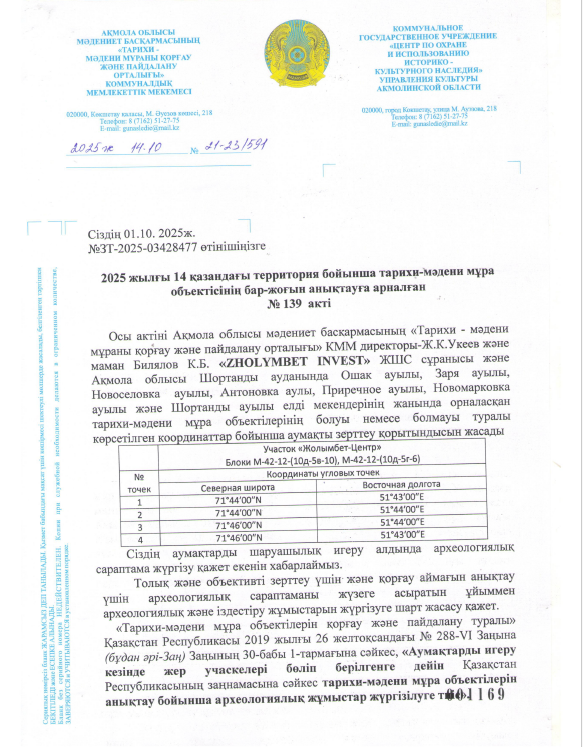 АҚМОЛА ОБЛЫСЫ
МӘДЕНИЕТ БАСҚАРМАСЫНЫҢ
«ТАРИХИ -
МӘДЕНИ МҰРАНЫ ҚОРҒАУ
ЖӘНЕ ПАЙДАЛАНУ
ОРТАЛЫҒЫ»
КОММУНАЛДЫҚ
МЕМЛЕКЕТТІК МЕКЕМЕСІ
020000, Көкшетау қаласы, М. Әуезов көшесі, 218
Телефон: 8 (7162) 51-27-75
E-mail: gunasledie@mail.kz
КОММУНАЛЬНОЕ
ГОСУДАРСТВЕННОЕ УЧРЕЖДЕНИЕ
«ЦЕНТР ПО ОХРАНЕ
И ИСПОЛЬЗОВАНИЮ
ИСТОРИКО -
КУЛЬТУРНОГО НАСЛЕДИЯ»
УПРАВЛЕНИЯ КУЛЬТУРЫ
АКМОЛИНСКОЙ ОБЛАСТИ
020000, город Кокшетау, улица М. Ауэзова, 218
Телефон: 8 (7162) 51-27-75
E-mail: gunasledie@mail.kz
2025ж 14.10 № 21-23/591
Сіздің 01.10. 2025ж.
№ЗТ-2025-03428477 өтінішіңізге
2025 жылғы 14 қазандағы территория бойынша тарихи-мәдени мұра
объектісінің бар-жоғын анықтауға арналған
№ 139 акті
Осы актіні Ақмола облысы мәдениет басқармасының «Тарихи - мәдени
мұраны қорғау және пайдалану орталығы» КММ директоры-Ж.К.Укеев және
маман Билялов К.Б. «ZHOLYMBET INVEST» ЖШС сұранысы және
Ақмола облысы Шортанды ауданында Ошак ауылы, Заря ауылы,
Новоселовка ауылы, Антоновка аулы, Приречное ауылы, Новомарковка
ауылы және Шортанды ауылы елді мекендерінің жанында орналасқан
тарихи-мәдени мұра объектілерінің болуы немесе болмауы туралы
көрсетілген координаттар бойынша аумақты зерттеу қорытындысын жасады
Участок «Жолымбет-Центр»
Блоки М-42-12-(10д-5в-10), М-42-12-(10д-5г-6)
№ точек
Координаты угловых точек
Северная широта Восточная долгота
1 71°44'00"N 51°43'00"E
2 71°44'00"N 51°44'00"E
3 71°46'00"N 51°44'00"E
4 71°46'00"N 51°43'00"E
Сіздің аумақтарды шаруашылық игеру алдында археологиялық
сараптама жүргізу қажет екенін хабарлаймыз.
Толық және объективті зерттеу үшін және қорғау аймағын анықтау
үшін археологиялық сараптаманы жүзеге асыратын ұйыммен
археологиялық және іздестіру жұмыстарын жүргізуге шарт жасасу қажет.
«Тарихи-мәдени мұра объектілерін қорғау және пайдалану туралы»
Қазақстан Республикасы 2019 жылғы 26 желтоқсандағы № 288-VI Заңына
(бұдан әрі-Заң) Заңының 30-бабы 1-тармағына сәйкес, «Аумақтарды игеру
кезінде жер учаскелері бөліп берілгенге дейін Қазақстан
Республикасының заңнамасына сәйкес тарихи-мәдени мұра объектілерін
анықтау бойынша археологиялық жұмыстар жүргізілуге
001169